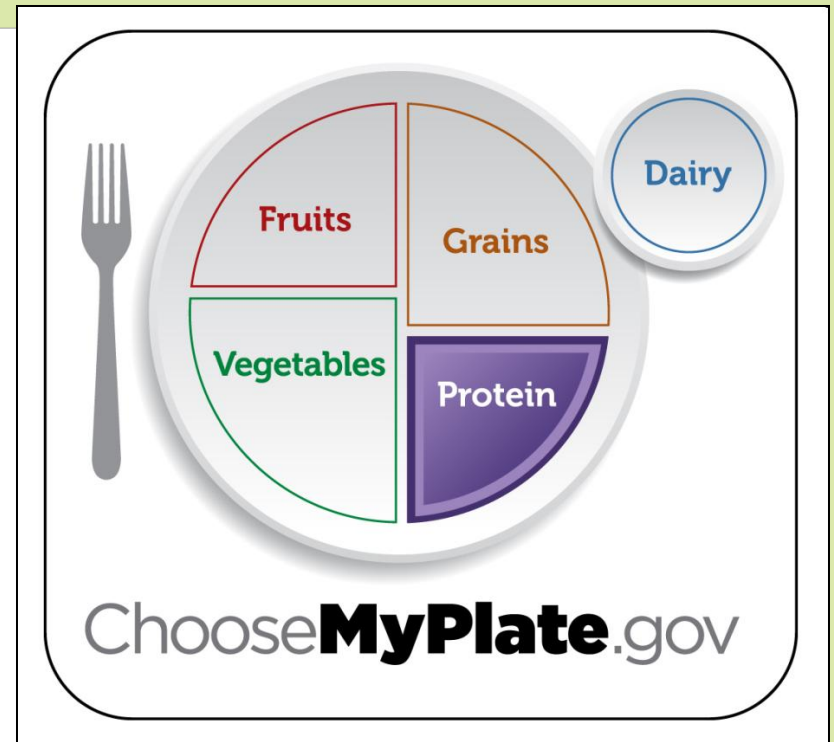 Fruits
Grains
Dairy
Vegetables
Protein
ChooseMyPlate.gov